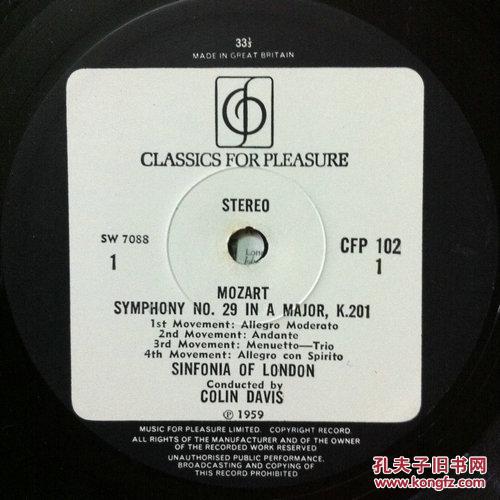 33⅓
MADE IN GREAT BRITAIN
CLASSICS FOR PLEASURE
STEREO
SW 7088
1
CFP 102
1
MOZART
SYMPHONY NO. 29 IN A MAJOR, K.201
1st Movement: Allegro Moderato
2nd Movement: Andante
3rd Movement: Menuetto—Trio
4th Movement: Allegro con Spirito
SINFONIA OF LONDON
Conducted by
COLIN DAVIS
℗ 1959
MUSIC FOR PLEASURE LIMITED. COPYRIGHT RECORD.
ALL RIGHTS OF THE MANUFACTURER AND OF THE OWNER
OF THE RECORDED WORK RESERVED
UNAUTHORISED PUBLIC PERFORMANCE,
BROADCASTING AND COPYING OF
THIS RECORD PROHIBITED
孔夫子旧书网
www.kongfz.com